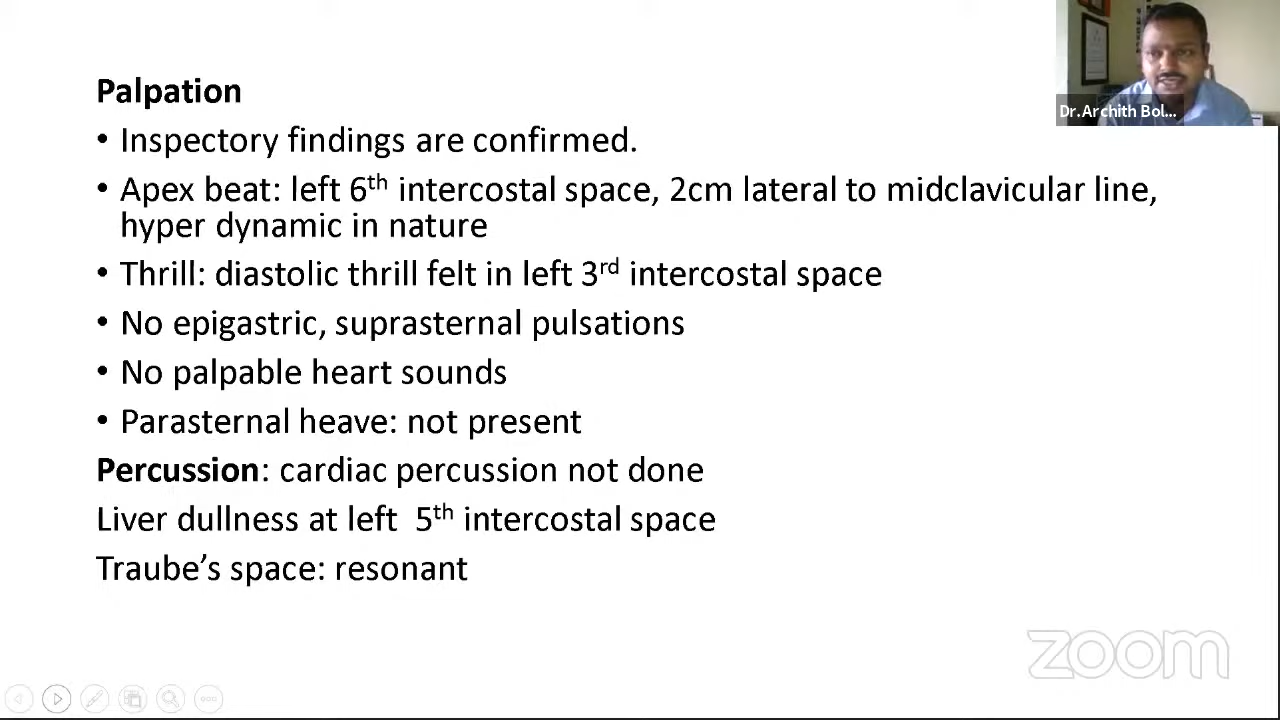 Dr.Archith Bol...
Palpation
• Inspectory findings are confirmed.
• Apex beat: left 6th intercostal space, 2cm lateral to midclavicular line,
hyper dynamic in nature
• Thrill: diastolic thrill felt in left 3rd intercostal space
• No epigastric, suprasternal pulsations
• No palpable heart sounds
• Parasternal heave: not present
Percussion: cardiac percussion not done
Liver dullness at left  5th intercostal space
Traube’s space: resonant
zoom